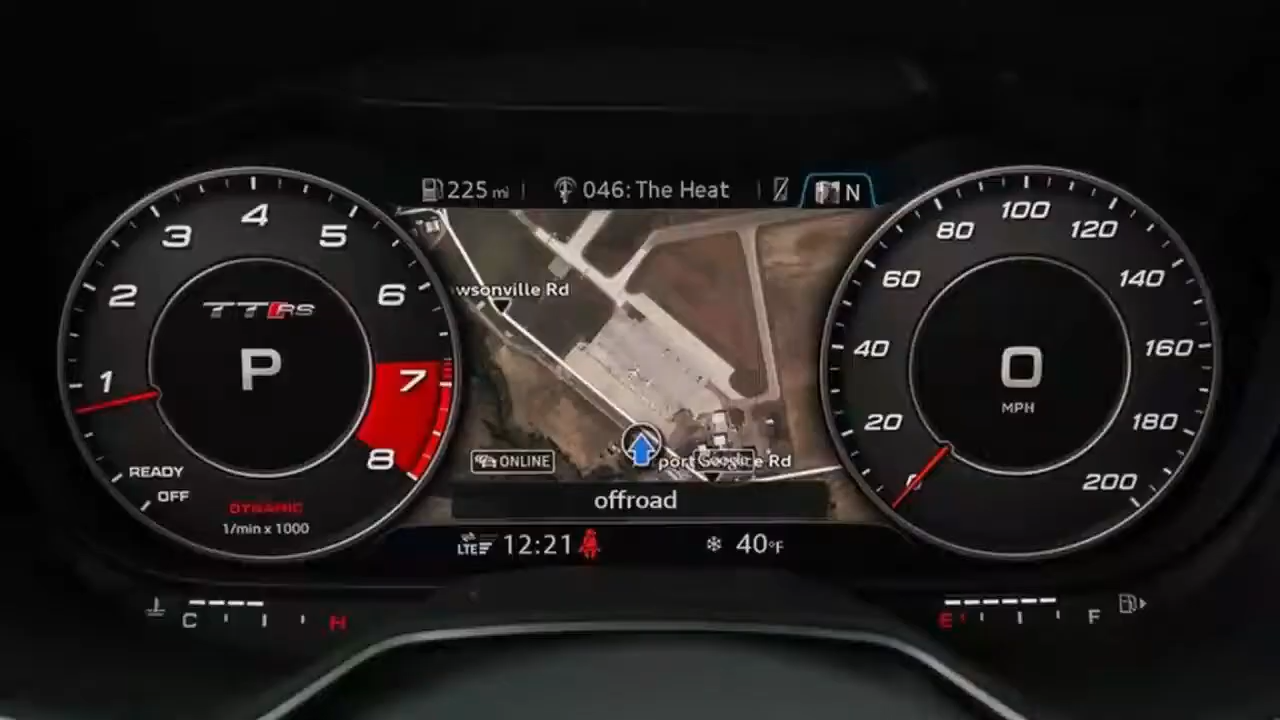 225 mi
046: The Heat
N
1
2
3
4
5
6
7
8
TTRS
P
READY
OFF
DYNAMIC
1/min x 1000
wsonville Rd
ONLINE
Google
offroad
LTE
12:21
40°F
0
20
40
60
80
100
120
140
160
180
200
0
MPH
C
H
E
F